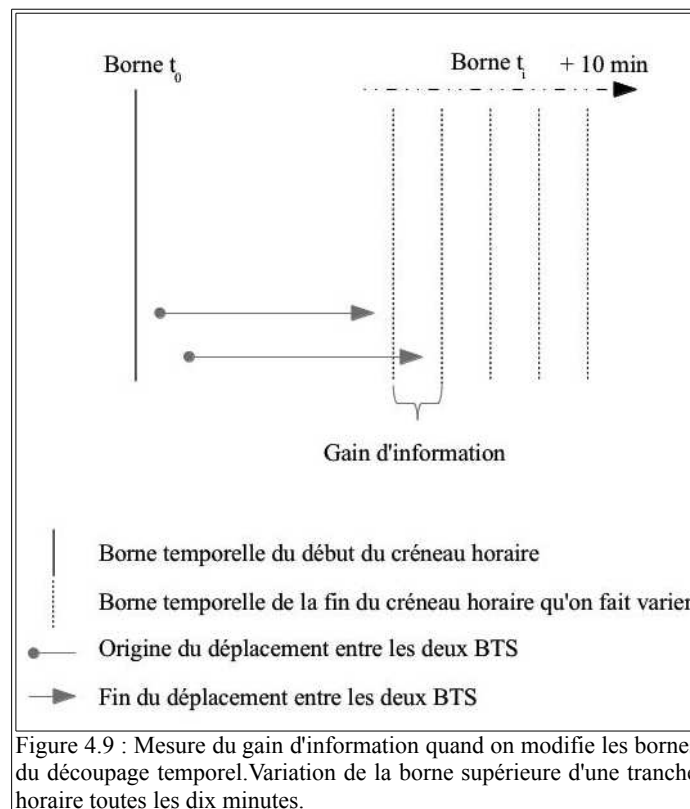 Borne t0
Borne ti + 10 min
Gain d'information
Borne temporelle du début du créneau horaire
Borne temporelle de la fin du créneau horaire qu'on fait varier
Origine du déplacement entre les deux BTS
Fin du déplacement entre les deux BTS
Figure 4.9 : Mesure du gain d'information quand on modifie les borne
du découpage temporel.Variation de la borne supérieure d'une tranche
horaire toutes les dix minutes.